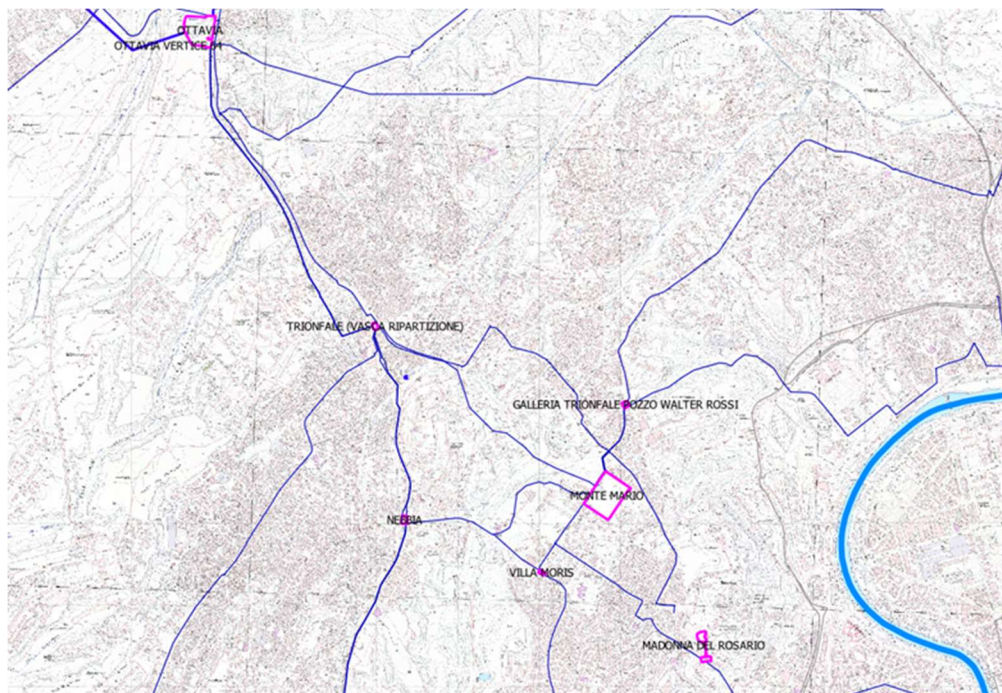 OTTAVIA
OTTAVIA VERTICE 54
TRIONFALE (VASCA RIPARTIZIONE)
GALLERIA TRIONFALE POZZO WALTER ROSSI
MONTE MARIO
NEBBIA
VILLA MORIS
MADONNA DEL ROSARIO